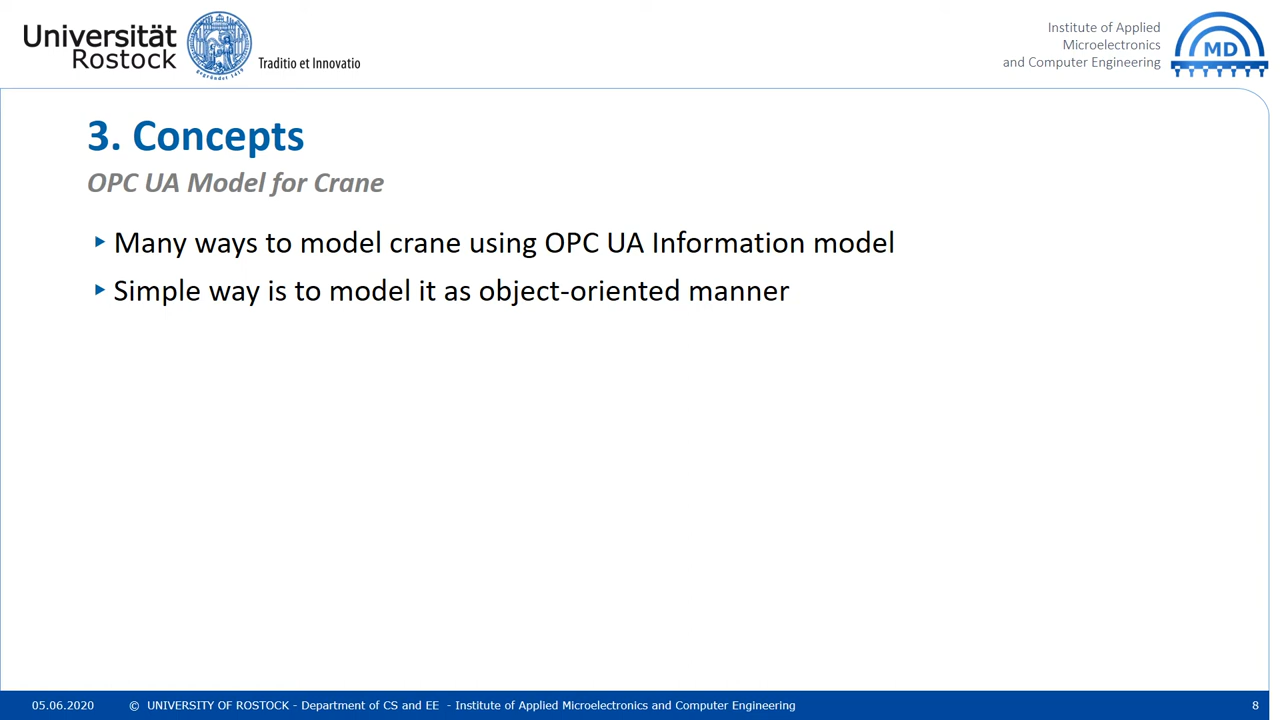 Universität
Rostock
Traditio et Innovatio
Institute of Applied
Microelectronics
and Computer Engineering
MD
3. Concepts
OPC UA Model for Crane
Many ways to model crane using OPC UA Information model
Simple way is to model it as object-oriented manner
05.06.2020 © UNIVERSITY OF ROSTOCK - Department of CS and EE - Institute of Applied Microelectronics and Computer Engineering 8